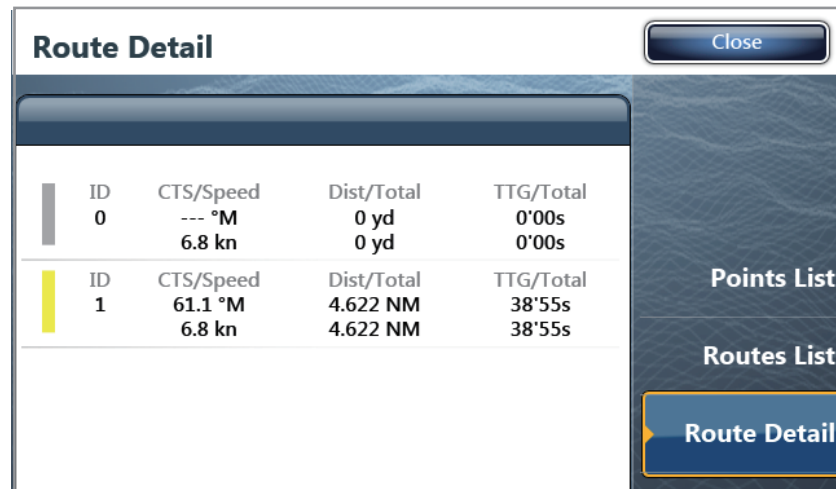 Route Detail
Close
ID CTS/Speed Dist/Total TTG/Total
0 --- °M 0 yd 0'00s
6.8 kn 0 yd 0'00s
ID CTS/Speed Dist/Total TTG/Total
1 61.1 °M 4.622 NM 38'55s
6.8 kn 4.622 NM 38'55s
Points List
Routes List
Route Detail